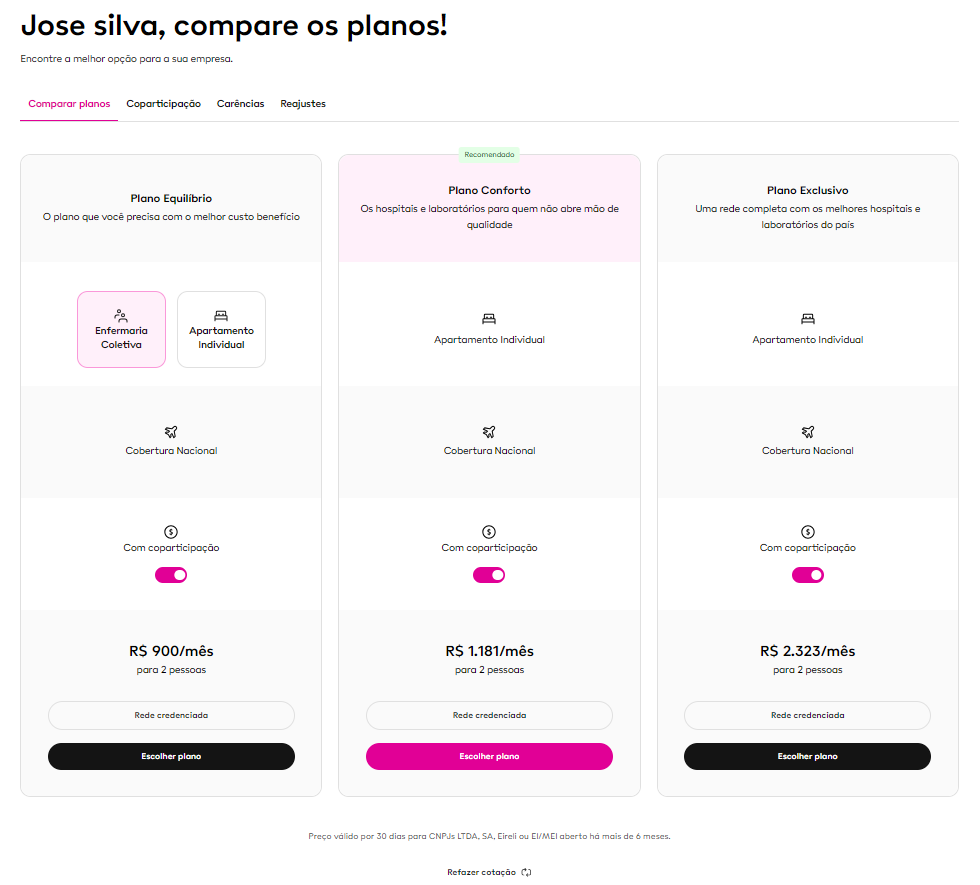 Jose silva, compare os planos!
Encontre a melhor opção para a sua empresa.
Comparar planos
Coparticipação
Carências
Reajustes
Plano Equilíbrio
O plano que você precisa com o melhor custo benefício
Enfermaria
Coletiva
Apartamento
Individual
Cobertura Nacional
Com coparticipação
R$ 900/mês
para 2 pessoas
Rede credenciada
Escolher plano
Recomendado
Plano Conforto
Os hospitais e laboratórios para quem não abre mão de
qualidade
Apartamento Individual
Cobertura Nacional
Com coparticipação
R$ 1.181/mês
para 2 pessoas
Rede credenciada
Escolher plano
Plano Exclusivo
Uma rede completa com os melhores hospitais e
laboratórios do país
Apartamento Individual
Cobertura Nacional
Com coparticipação
R$ 2.323/mês
para 2 pessoas
Rede credenciada
Escolher plano
Preço válido por 30 dias para CNPJs LTDA, SA, Eireli ou EI/MEI aberto há mais de 6 meses.
Refazer cotação